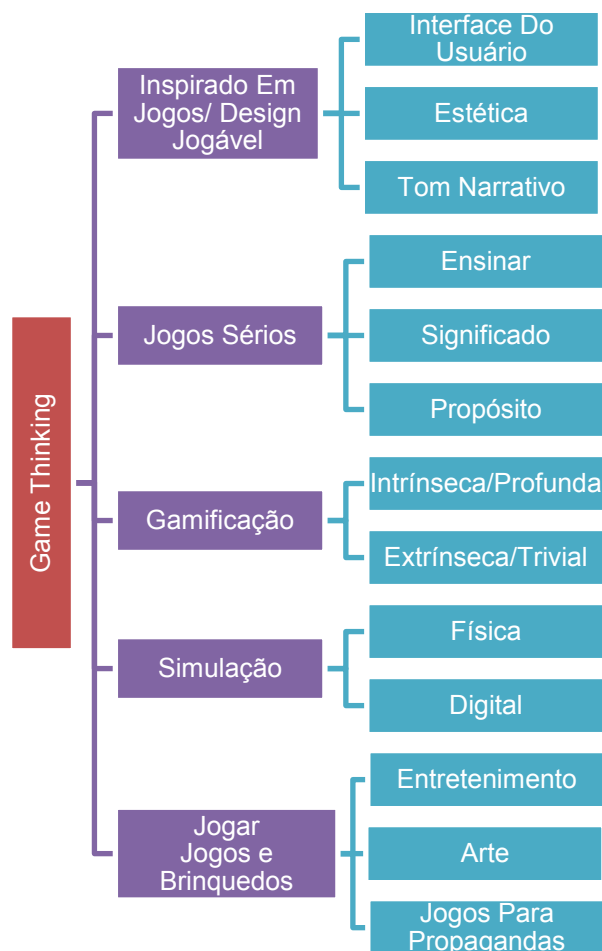 Game Thinking
Inspirado Em
Jogos/ Design
Jogável
Interface Do
Usuário
Estética
Tom Narrativo
Jogos Sérios
Ensinar
Significado
Propósito
Gamificação
Intrínseca/Profunda
Extrínseca/Trivial
Simulação
Física
Digital
Jogar
Jogos e
Brinquedos
Entretenimento
Arte
Jogos Para
Propagandas